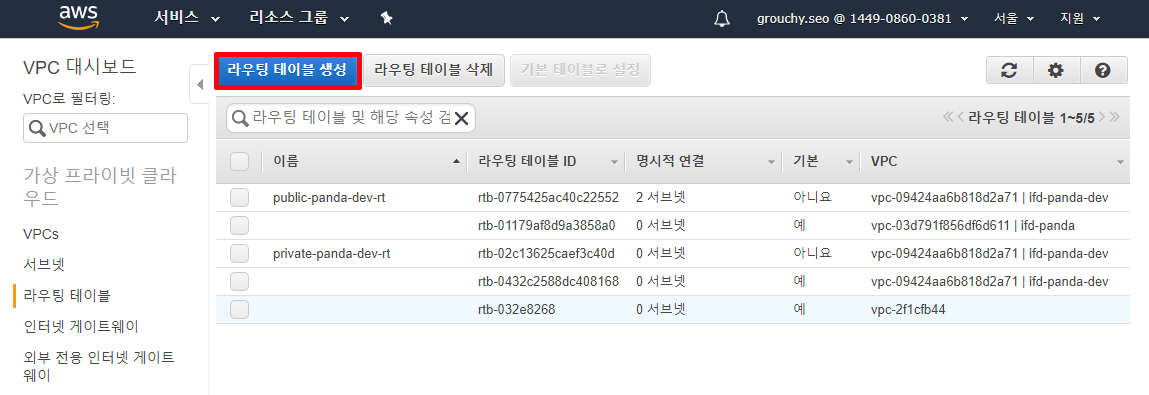 aws 서비스 리소스 그룹 grouchy.seo @ 1449-0860-0381 서울 지원
VPC 대시보드
VPC로 필터링:
VPC 선택
가상 프라이빗 클라
우드
VPCs
서브넷
라우팅 테이블
인터넷 게이트웨이
외부 전용 인터넷 게이트
웨이
라우팅 테이블 생성 라우팅 테이블 삭제 기본 테이블로 설정
라우팅 테이블 및 해당 속성 검 라우팅 테이블 1~5/5
이름 라우팅 테이블 ID 명시적 연결 기본 VPC
public-panda-dev-rt rtb-0775425ac40c22552 2 서브넷 아니요 vpc-09424aa6b818d2a71 | ifd-panda-dev
rtb-01179af8d9a3858a0 0 서브넷 예 vpc-03d791f856df6d611 | ifd-panda
private-panda-dev-rt rtb-02c13625caef3c40d 0 서브넷 아니요 vpc-09424aa6b818d2a71 | ifd-panda-dev
rtb-0432c2588dc408168 0 서브넷 예 vpc-09424aa6b818d2a71 | ifd-panda-dev
rtb-032e8268 0 서브넷 예 vpc-2f1cfb44